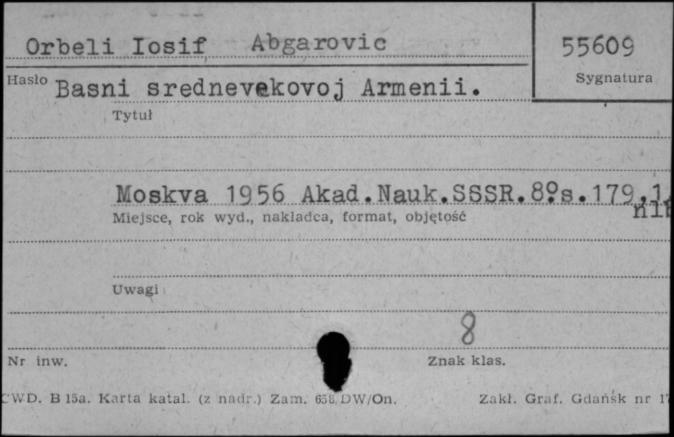 Orbeli Iosif Abgarovic
55609
Hasło
Sygnatura
Basni srednevekovoj Armenii.
Tytuł
Moskva 1956 Akad.Nauk.SSSR.8º.s.179,1
nlb
Miejsce, rok wyd., nakładca, format, objętość
Uwagi
8
Nr inw.
Znak klas.
CWD. B 15a. Karta katal. (z nadr.) Zam. 658/DW/On.
Zakł. Graf. Gdańsk nr 17